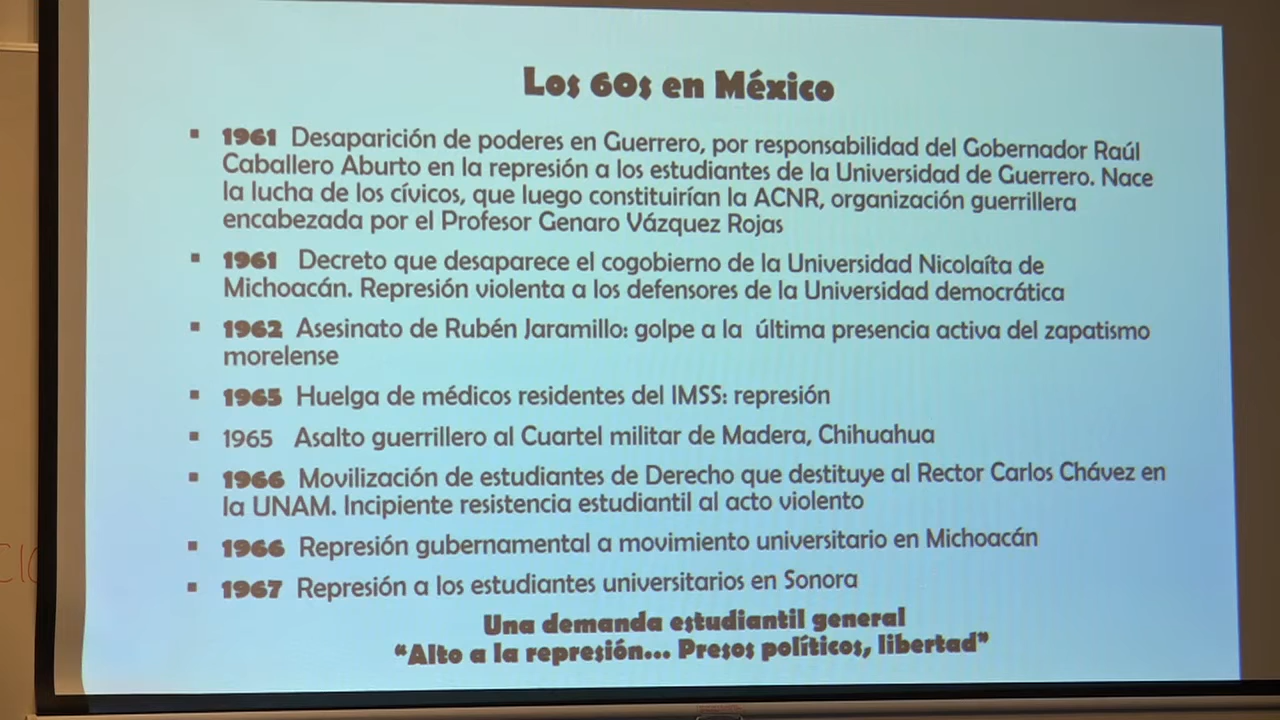 Los 60s en México
▪ 1961 Desaparición de poderes en Guerrero, por responsabilidad del Gobernador Raúl
Caballero Aburto en la represión a los estudiantes de la Universidad de Guerrero. Nace
la lucha de los cívicos, que luego constituirían la ACNR, organización guerrillera
encabezada por el Profesor Genaro Vázquez Rojas
▪ 1961 Decreto que desaparece el cogobierno de la Universidad Nicolaíta de
Michoacán. Represión violenta a los defensores de la Universidad democrática
▪ 1962 Asesinato de Rubén Jaramillo: golpe a la última presencia activa del zapatismo
morelense
▪ 1965 Huelga de médicos residentes del IMSS: represión
▪ 1965 Asalto guerrillero al Cuartel militar de Madera, Chihuahua
▪ 1966 Movilización de estudiantes de Derecho que destituye al Rector Carlos Chávez en
la UNAM. Incipiente resistencia estudiantil al acto violento
▪ 1966 Represión gubernamental a movimiento universitario en Michoacán
▪ 1967 Represión a los estudiantes universitarios en Sonora
Una demanda estudiantil general
“Alto a la represión... Presos políticos, libertad”